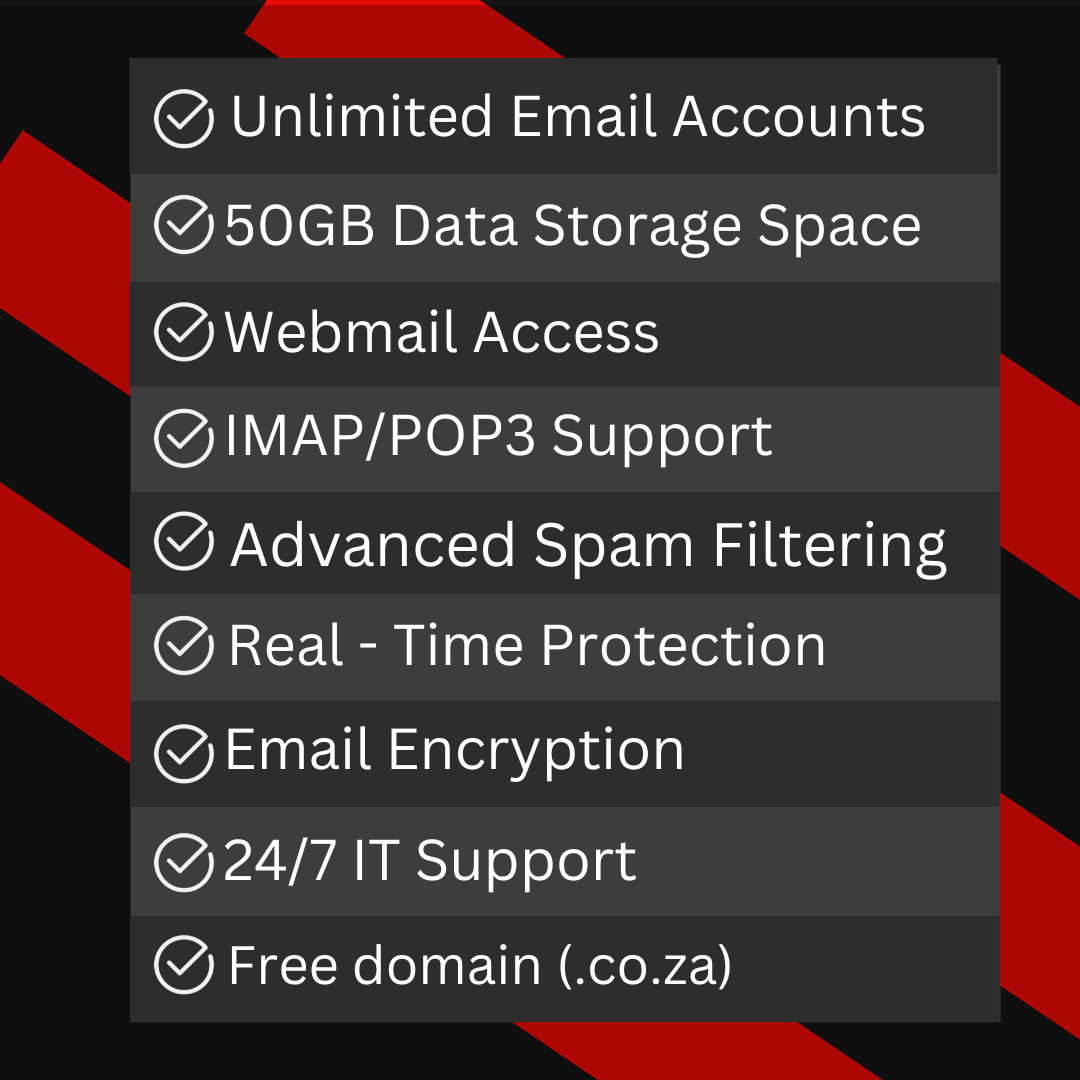 Unlimited Email Accounts
50GB Data Storage Space
Webmail Access
IMAP/POP3 Support
Advanced Spam Filtering
Real - Time Protection
Email Encryption
24/7 IT Support
Free domain (.co.za)